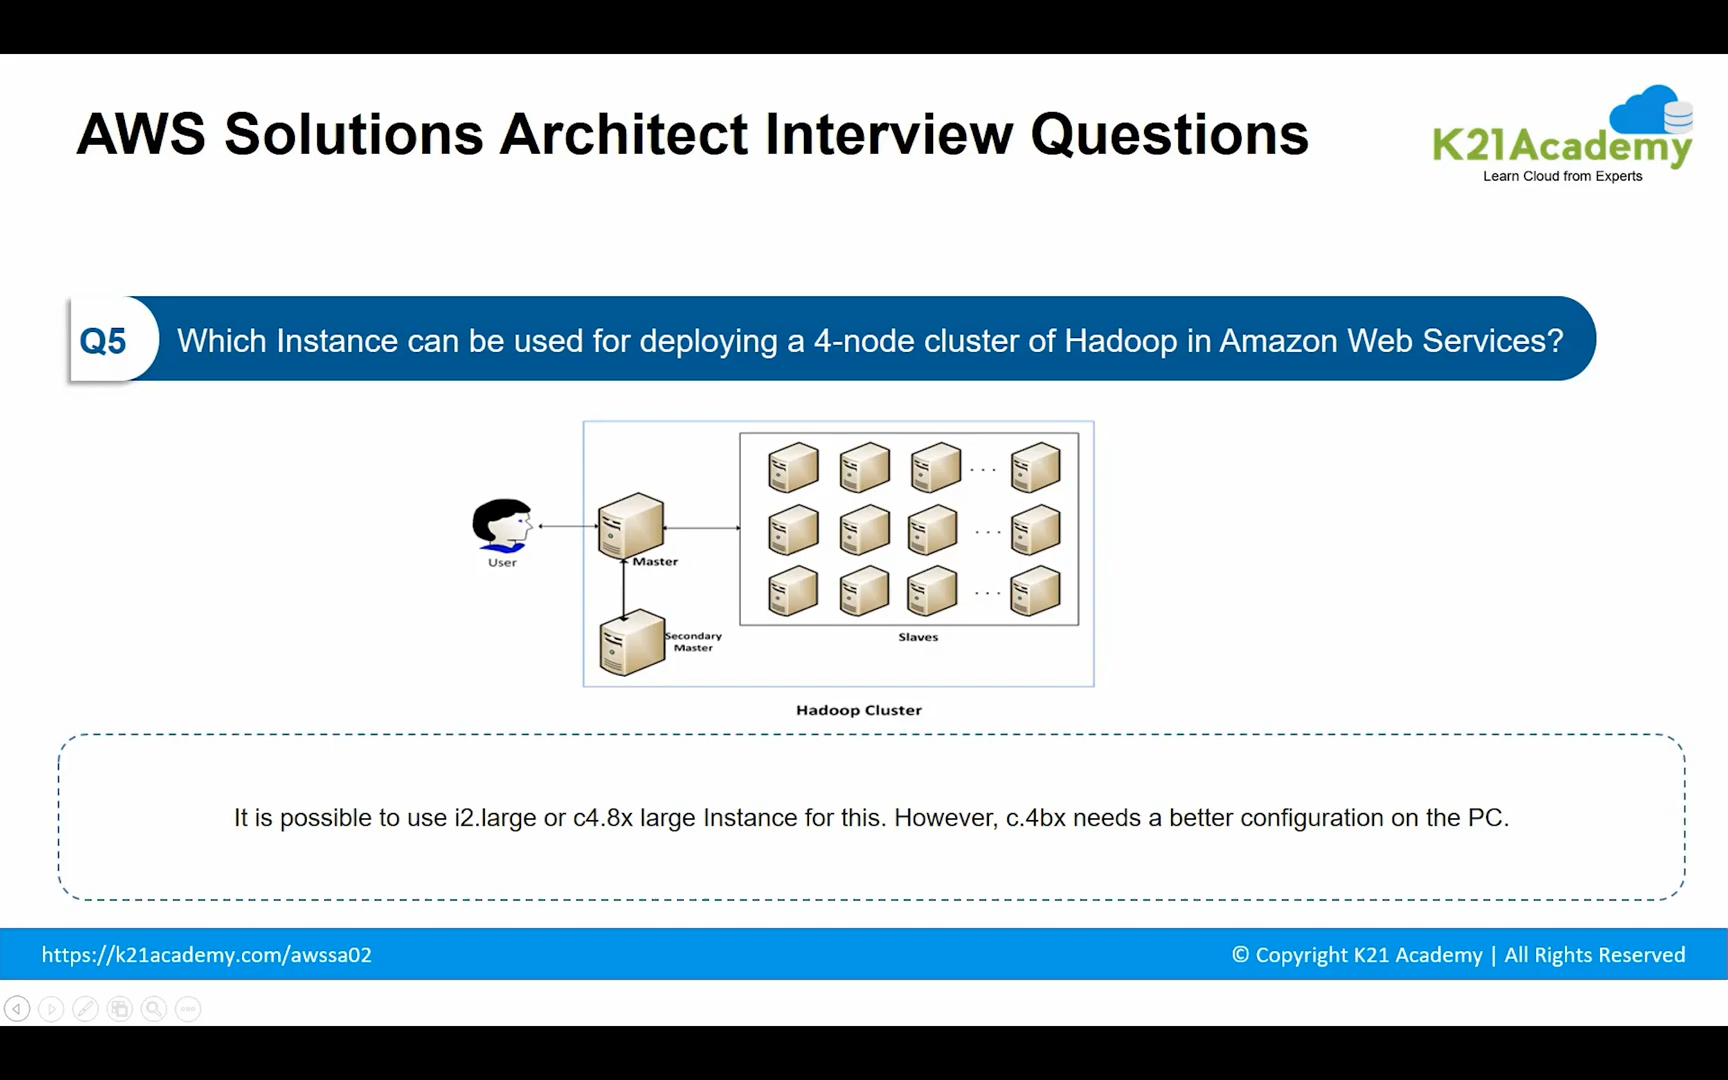 AWS Solutions Architect Interview Questions
K21Academy
Learn Cloud from Experts
Q5
Which Instance can be used for deploying a 4-node cluster of Hadoop in Amazon Web Services?
User
Master
Secondary
Master
Slaves
Hadoop Cluster
It is possible to use i2.large or c4.8x large Instance for this. However, c.4bx needs a better configuration on the PC.
https://k21academy.com/awssa02
© Copyright K21 Academy | All Rights Reserved